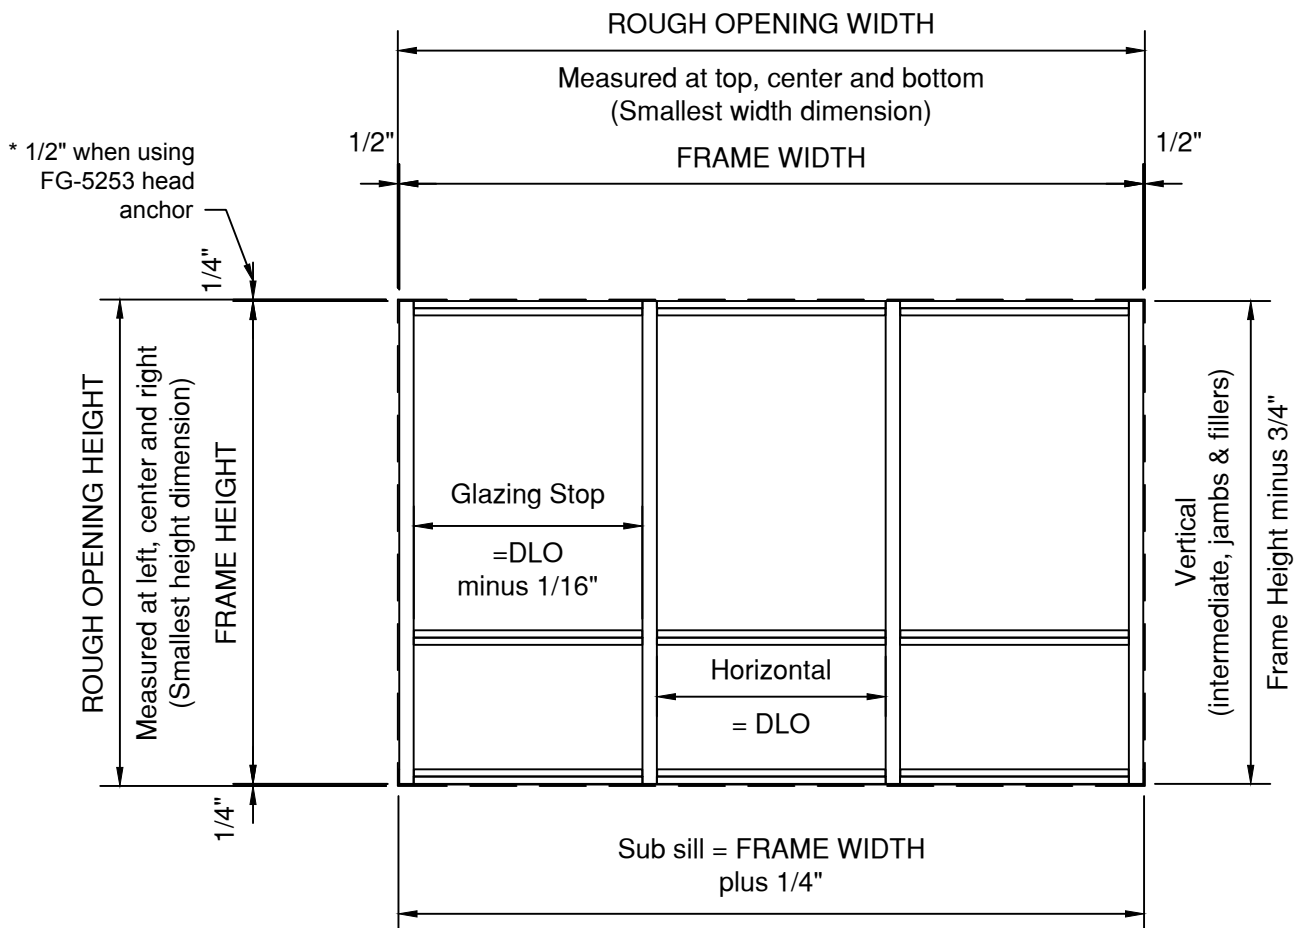 ROUGH OPENING WIDTH
Measured at top, center and bottom
(Smallest width dimension)
1/2"
1/2"
FRAME WIDTH
* 1/2" when using
FG-5253 head
anchor
1/4"
ROUGH OPENING HEIGHT
Measured at left, center and right
(Smallest height dimension)
FRAME HEIGHT
1/4"
Glazing Stop
=DLO
minus 1/16"
Horizontal
= DLO
Vertical
(intermediate, jambs & fillers)
Frame Height minus 3/4"
Sub sill = FRAME WIDTH
plus 1/4"